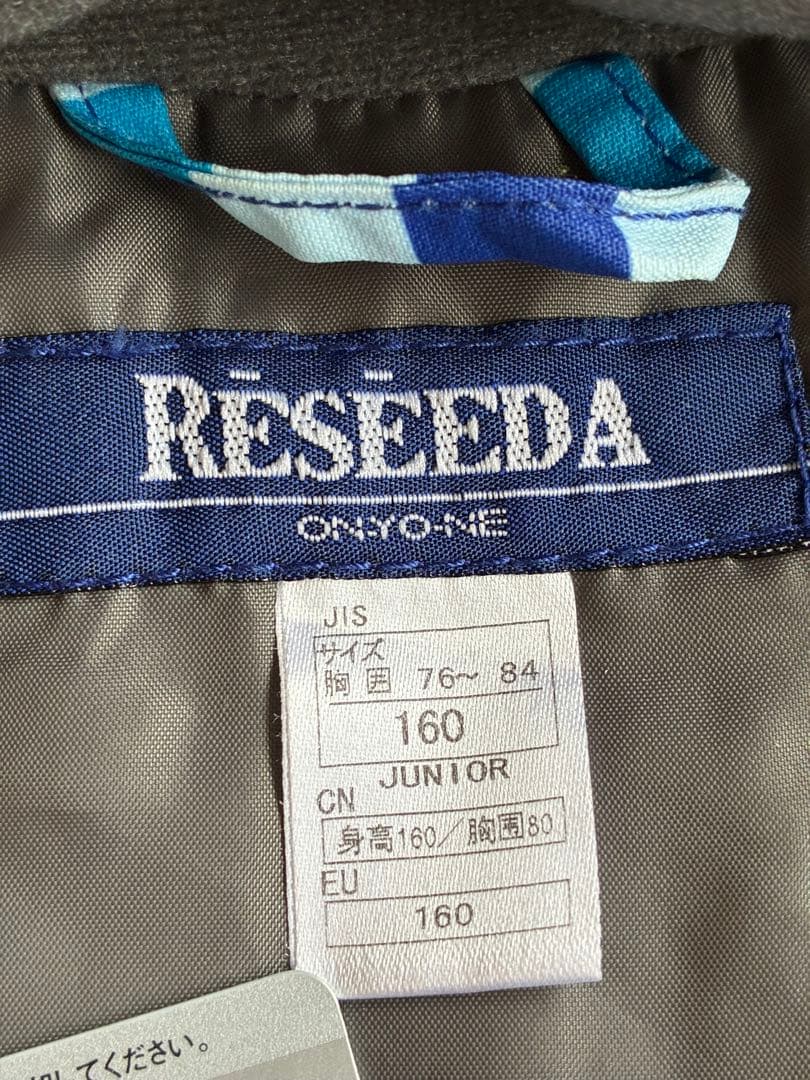 RĒSĒEDA
ON・YO・NE
JIS
サイズ
胸囲 76〜 84
160
JUNIOR
CN
身高160/胸围80
EU
160
してください。